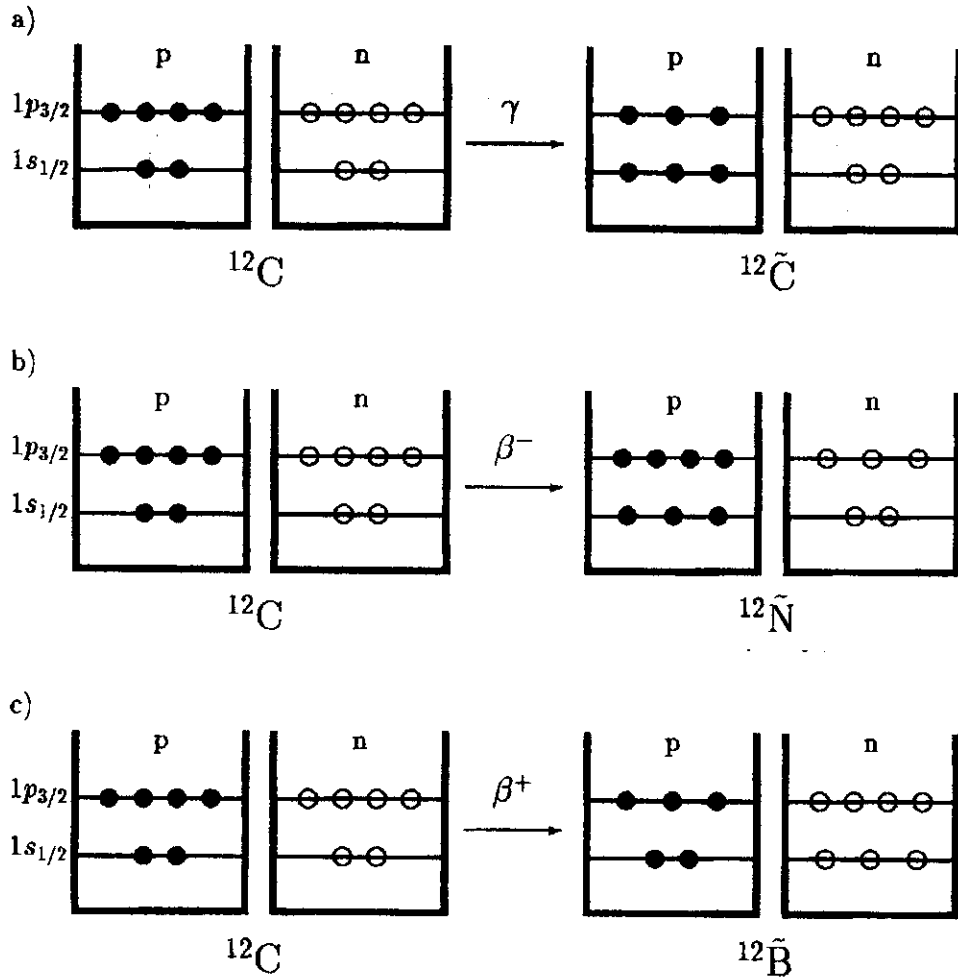 a)
p n p n
1p3/2 γ
1s1/2
¹²C ¹²C̃
b)
p n p n
1p3/2 β⁻
1s1/2
¹²C ¹²Ñ
c)
p n p n
1p3/2 β⁺
1s1/2
¹²C ¹²B̃